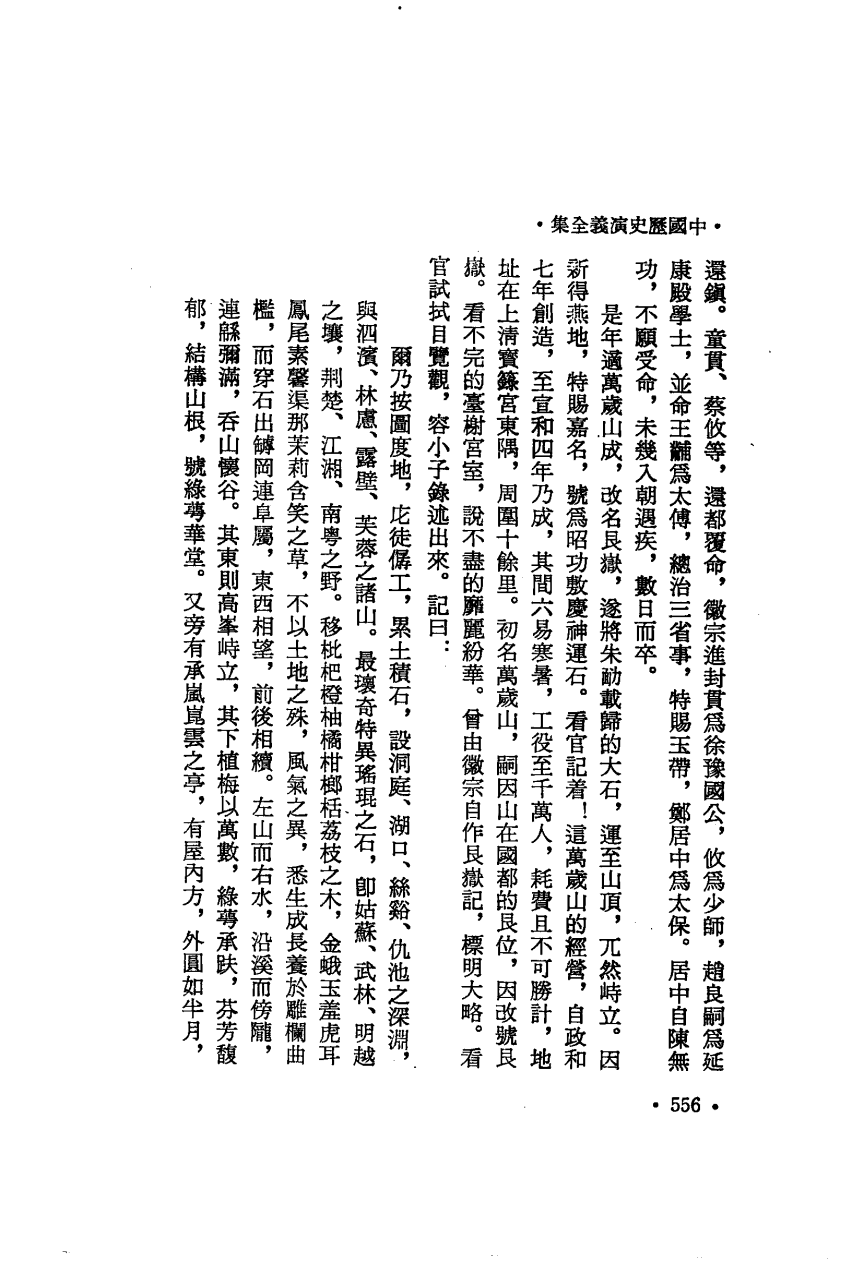 •中國歷史演義全集•
還鎮。童貫、蔡攸等，還都覆命，徽宗進封貫爲徐豫國公，攸爲少師，趙良嗣爲延
康殿學士，並命王黼爲太傅，總治三省事，特賜玉帶，鄭居中爲太保。居中自陳無
功，不願受命，未幾入朝遇疾，數日而卒。
是年適萬歲山成，改名艮嶽，遂將朱勔載歸的大石，運至山頂，兀然峙立。因
新得燕地，特賜嘉名，號爲昭功敷慶神運石。看官記着！這萬歲山的經營，自政和
七年創造，至宣和四年乃成，其間六易寒暑，工役至千萬人，耗費且不可勝計，地
址在上清寶籙宮東隅，周圍十餘里。初名萬歲山，嗣因山在國都的艮位，因改號艮
嶽。看不完的臺榭宮室，說不盡的靡麗紛華。曾由徽宗自作艮嶽記，標明大略。看
官試拭目覽觀，容小子錄述出來。記曰：
爾乃按圖度地，庀徒僝工，累土積石，設洞庭、湖口、絲谿、仇池之深淵，
與泗濱、林慮、靈壁、芙蓉之諸山。最瓌奇特異瑤琨之石，卽姑蘇、武林、明越
之壤，荆楚、江湘、南粵之野。移枇杷橙柚橘柑榔栝荔枝之木，金蛾玉羞虎耳
鳳尾素馨渠那茉莉含笑之草，不以土地之殊，風氣之異，悉生成長養於雕欄曲
檻，而穿石出罅岡連阜屬，東西相望，前後相續。左山而右水，沿溪而傍隴，
連緜彌滿，吞山懷谷。其東則高峯峙立，其下植梅以萬數，綠萼承趺，芬芳馥
郁，結構山根，號綠萼華堂。又旁有承嵐崑雲之亭，有屋內方，外圓如半月，
• 556 •